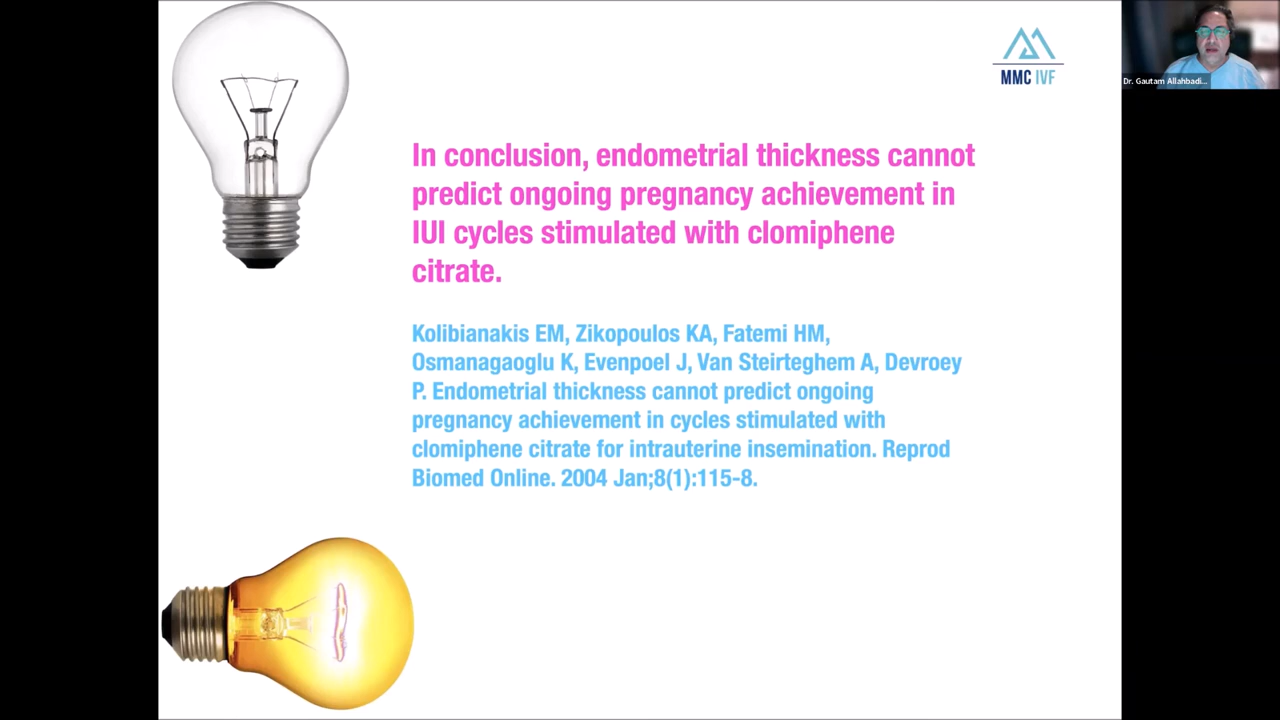 MMC IVF
Dr. Gautam Allahbadi...
In conclusion, endometrial thickness cannot
predict ongoing pregnancy achievement in
IUI cycles stimulated with clomiphene
citrate.
Kolibianakis EM, Zikopoulos KA, Fatemi HM,
Osmanagaoglu K, Evenpoel J, Van Steirteghem A, Devroey
P. Endometrial thickness cannot predict ongoing
pregnancy achievement in cycles stimulated with
clomiphene citrate for intrauterine insemination. Reprod
Biomed Online. 2004 Jan;8(1):115-8.